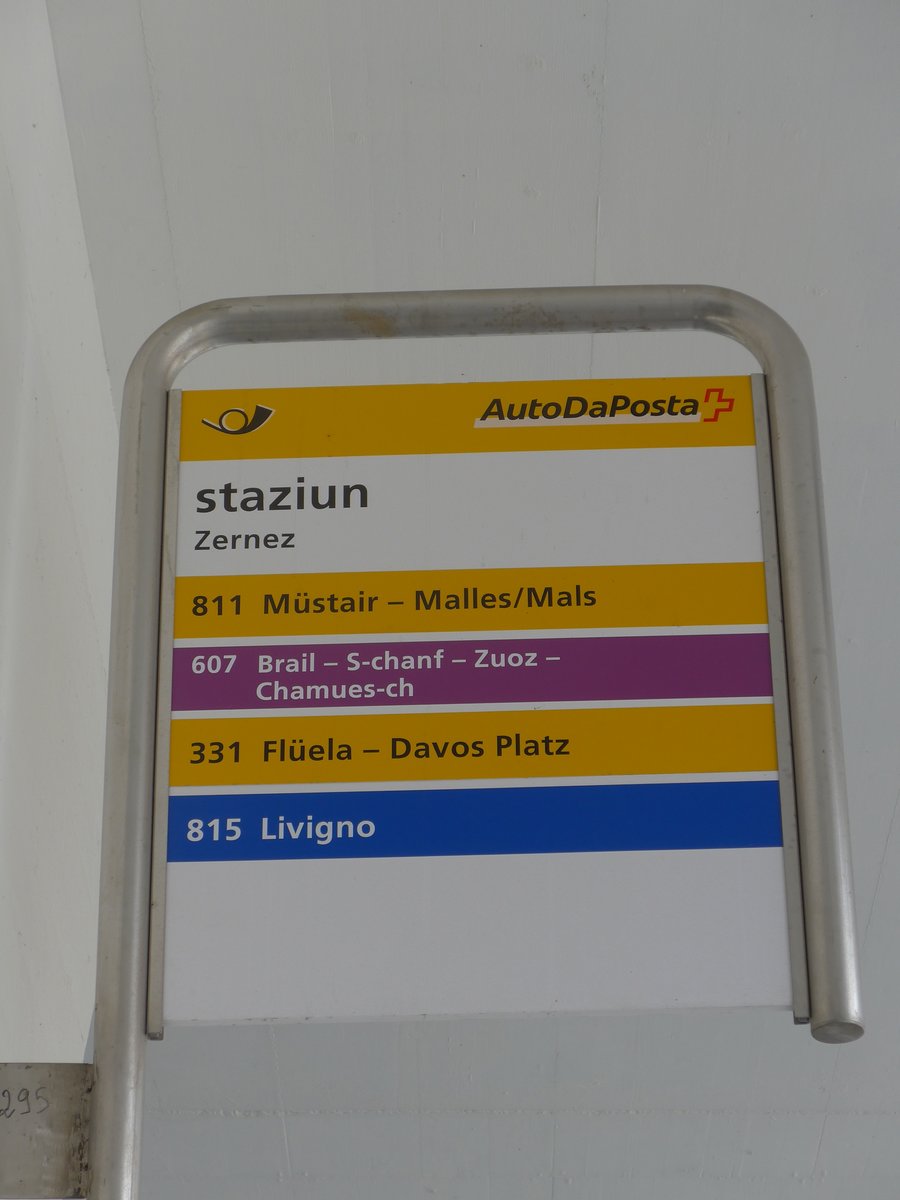 AutoDaPosta
staziun
Zernez
811 Müstair – Malles/Mals
607 Brail – S-chanf – Zuoz –
Chamues-ch
331 Flüela – Davos Platz
815 Livigno
295